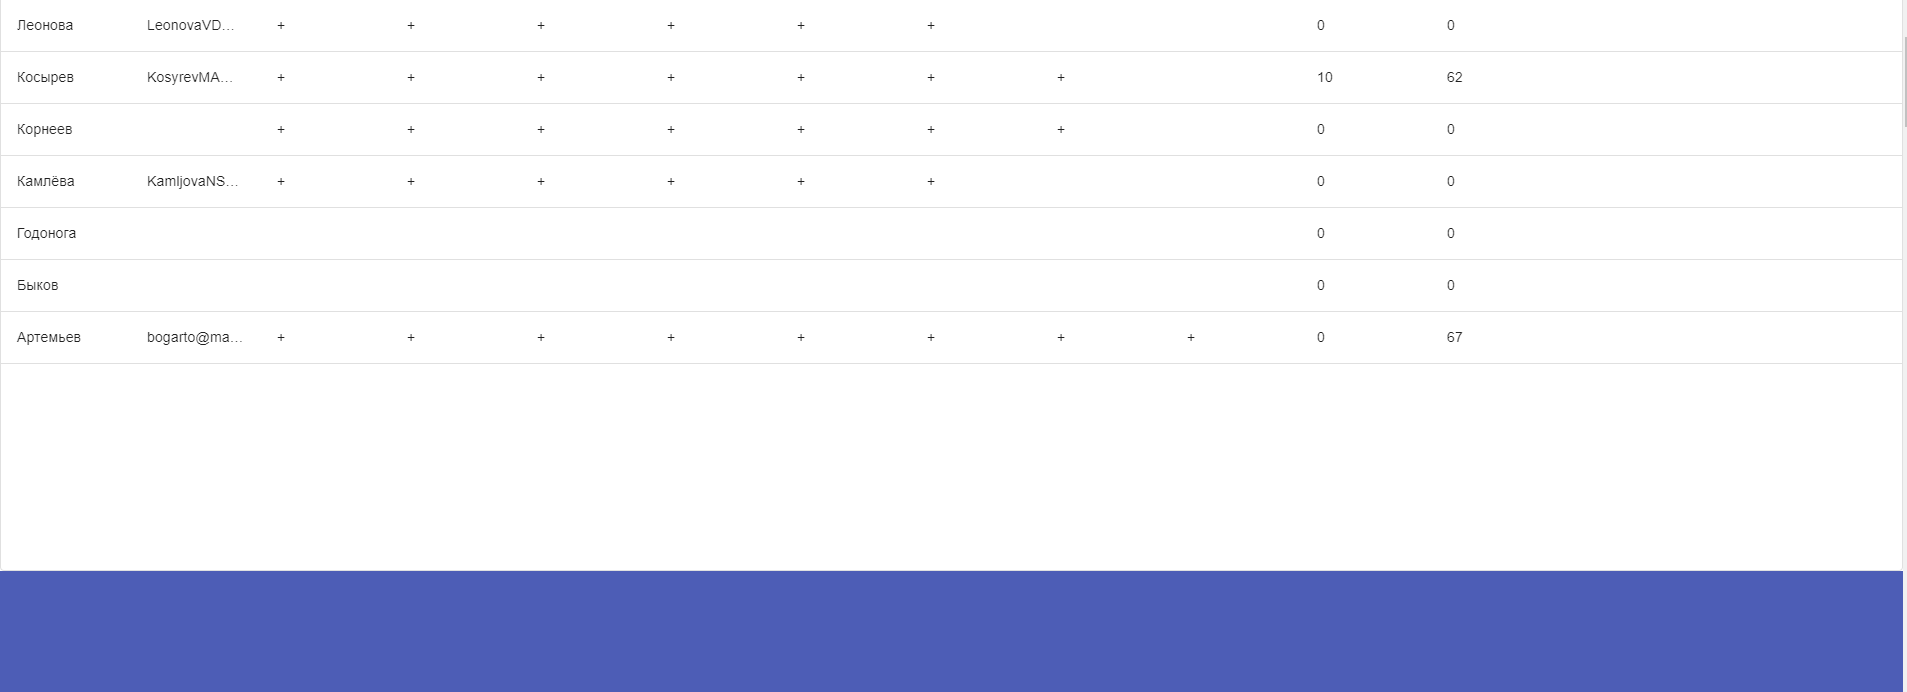 Леонова LeonovaVD... + + + + + + 0 0
Косырев KosyrevMA... + + + + + + + 10 62
Корнеев + + + + + + + 0 0
Камлёва KamljovaNS... + + + + + + 0 0
Годонога 0 0
Быков 0 0
Артемьев bogarto@ma... + + + + + + + + 0 67